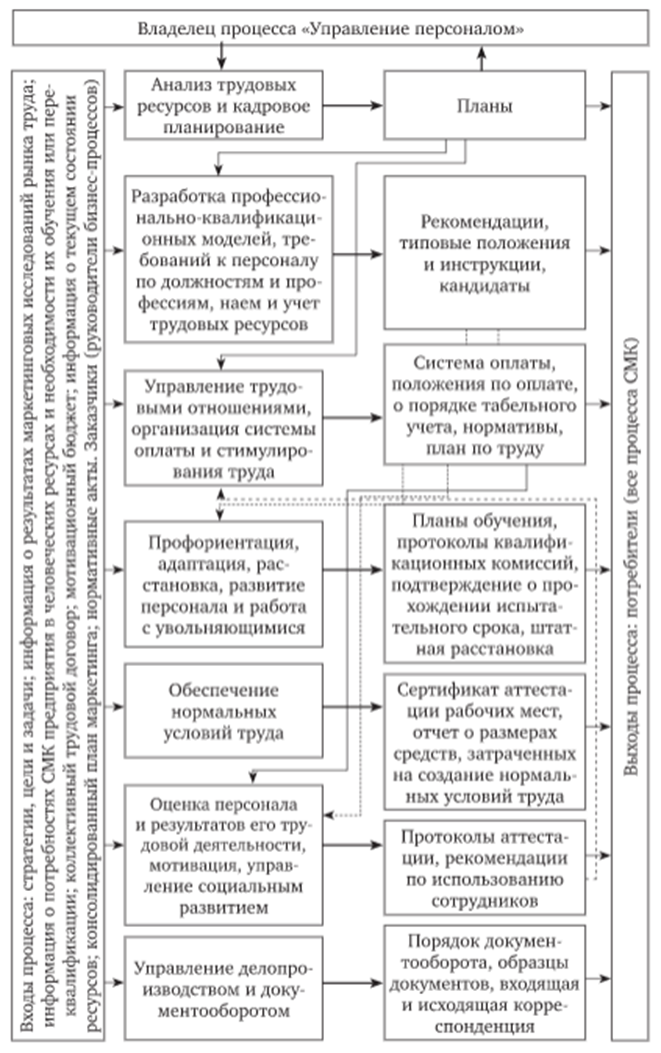 Владелец процесса «Управление персоналом»
Входы процесса: стратегии, цели и задачи; информация о результатах маркетинговых исследований рынка труда;
информация о потребностях СМК предприятия в человеческих ресурсах и необходимости их обучения или пере-
квалификации; коллективный трудовой договор; мотивационный бюджет; информация о текущем состоянии
ресурсов; консолидированный план маркетинга; нормативные акты. Заказчики (руководители бизнес-процессов)
Анализ трудовых
ресурсов и кадровое
планирование
Планы
Разработка професси-
онально-квалификаци-
онных моделей, тре-
бований к персоналу
по должностям и про-
фессиям, наем и учет
трудовых ресурсов
Рекомендации,
типовые положения
и инструкции,
кандидаты
Управление трудо-
выми отношениями,
организация системы
оплаты и стимулиро-
вания труда
Система оплаты,
положения по оплате,
о порядке табельного
учета, нормативы,
план по труду
Профориентация,
адаптация, рас-
становка, развитие
персонала и работа
с увольняющимися
Планы обучения,
протоколы квалифи-
кационных комиссий,
подтверждение о про-
хождении испыта-
тельного срока, штат-
ная расстановка
Обеспечение
нормальных
условий труда
Сертификат аттеста-
ции рабочих мест,
отчет о размерах
средств, затраченных
на создание нормаль-
ных условий труда
Оценка персонала
и результатов его тру-
довой деятельности,
мотивация, управ-
ление социальным
развитием
Протоколы аттеста-
ции, рекомендации
по использованию
сотрудников
Управление делопро-
изводством и доку-
ментооборотом
Порядок докумен-
тооборота, образцы
документов, входящая
и исходящая корре-
спонденция
Выходы процесса: потребители (все процесса СМК)